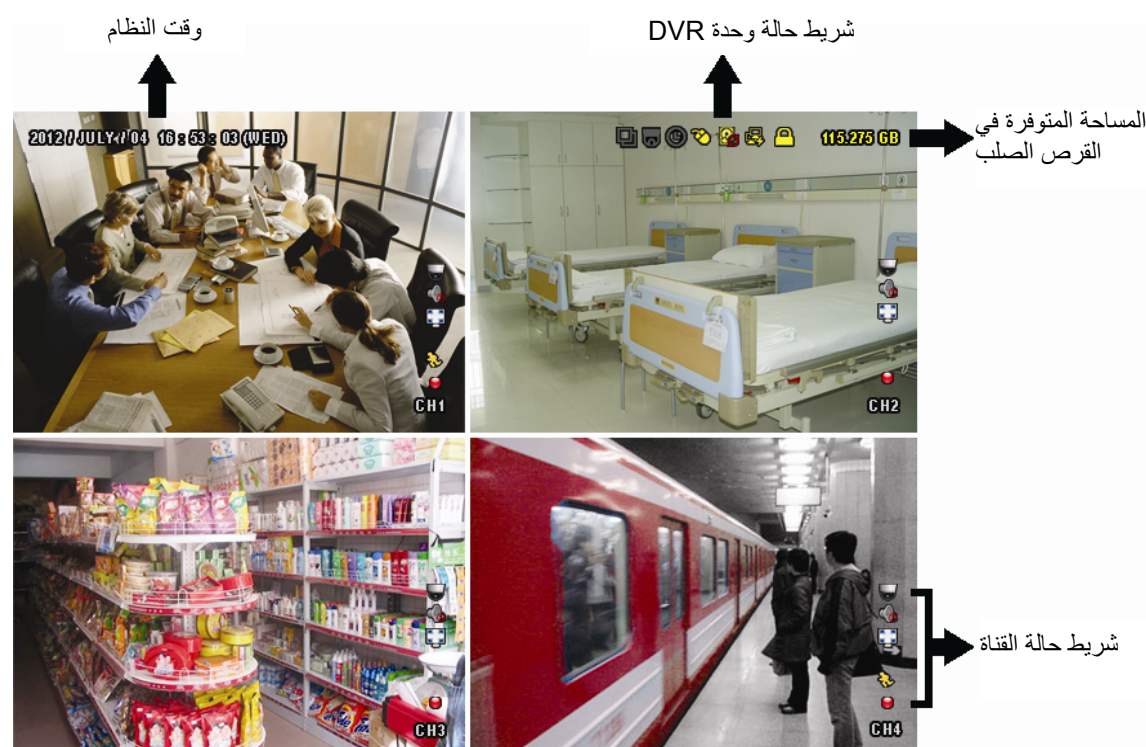 وقت النظام
شريط حالة وحدة DVR
2012 / JULY / 04 16 : 53 : 03 (WED)
115.275 GB
المساحة المتوفرة في
القرص الصلب
CH1
CH2
شريط حالة القناة
CH3
CH4